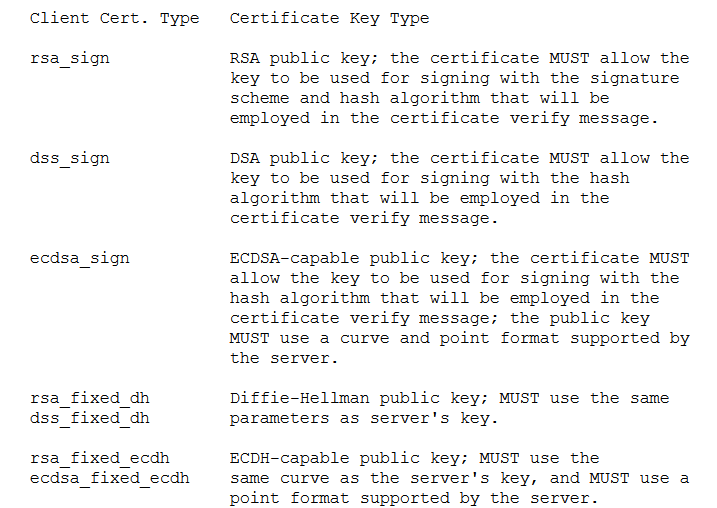 Client Cert. Type   Certificate Key Type
rsa_sign            RSA public key; the certificate MUST allow the
                    key to be used for signing with the signature
                    scheme and hash algorithm that will be
                    employed in the certificate verify message.
dss_sign            DSA public key; the certificate MUST allow the
                    key to be used for signing with the hash
                    algorithm that will be employed in the
                    certificate verify message.
ecdsa_sign          ECDSA-capable public key; the certificate MUST
                    allow the key to be used for signing with the
                    hash algorithm that will be employed in the
                    certificate verify message; the public key
                    MUST use a curve and point format supported by
                    the server.
rsa_fixed_dh        Diffie-Hellman public key; MUST use the same
dss_fixed_dh        parameters as server's key.
rsa_fixed_ecdh      ECDH-capable public key; MUST use the
ecdsa_fixed_ecdh    same curve as the server's key, and MUST use a
                    point format supported by the server.